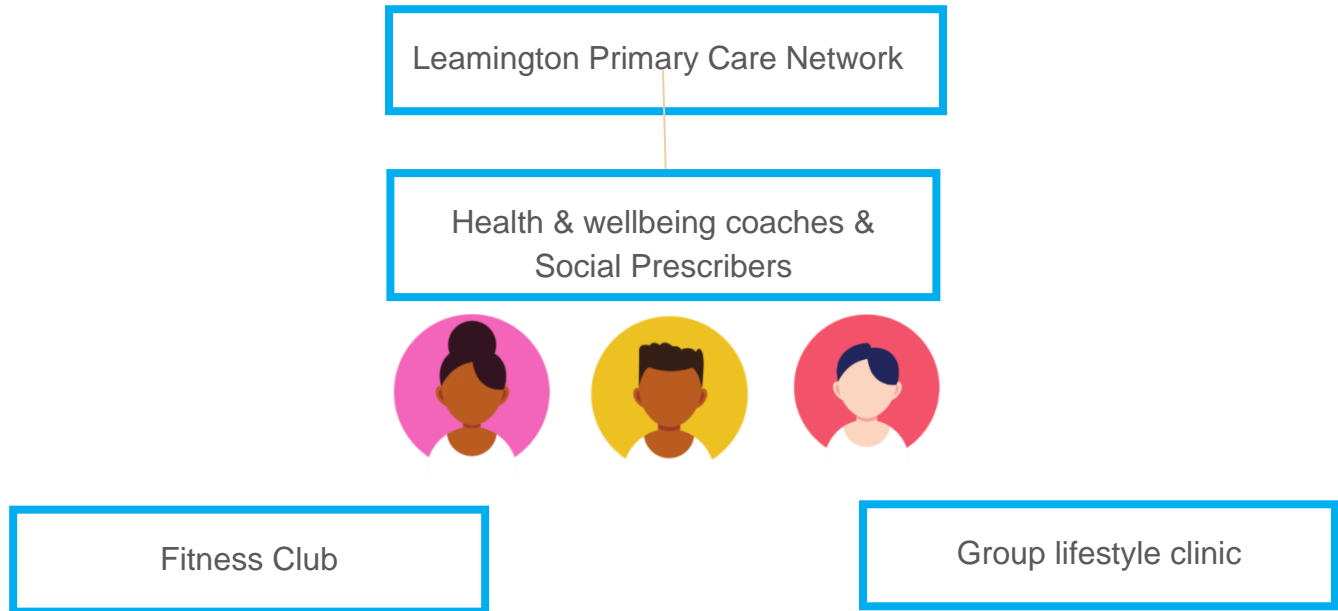 Leamington Primary Care Network
Health & wellbeing coaches &
Social Prescribers
Fitness Club
Group lifestyle clinic